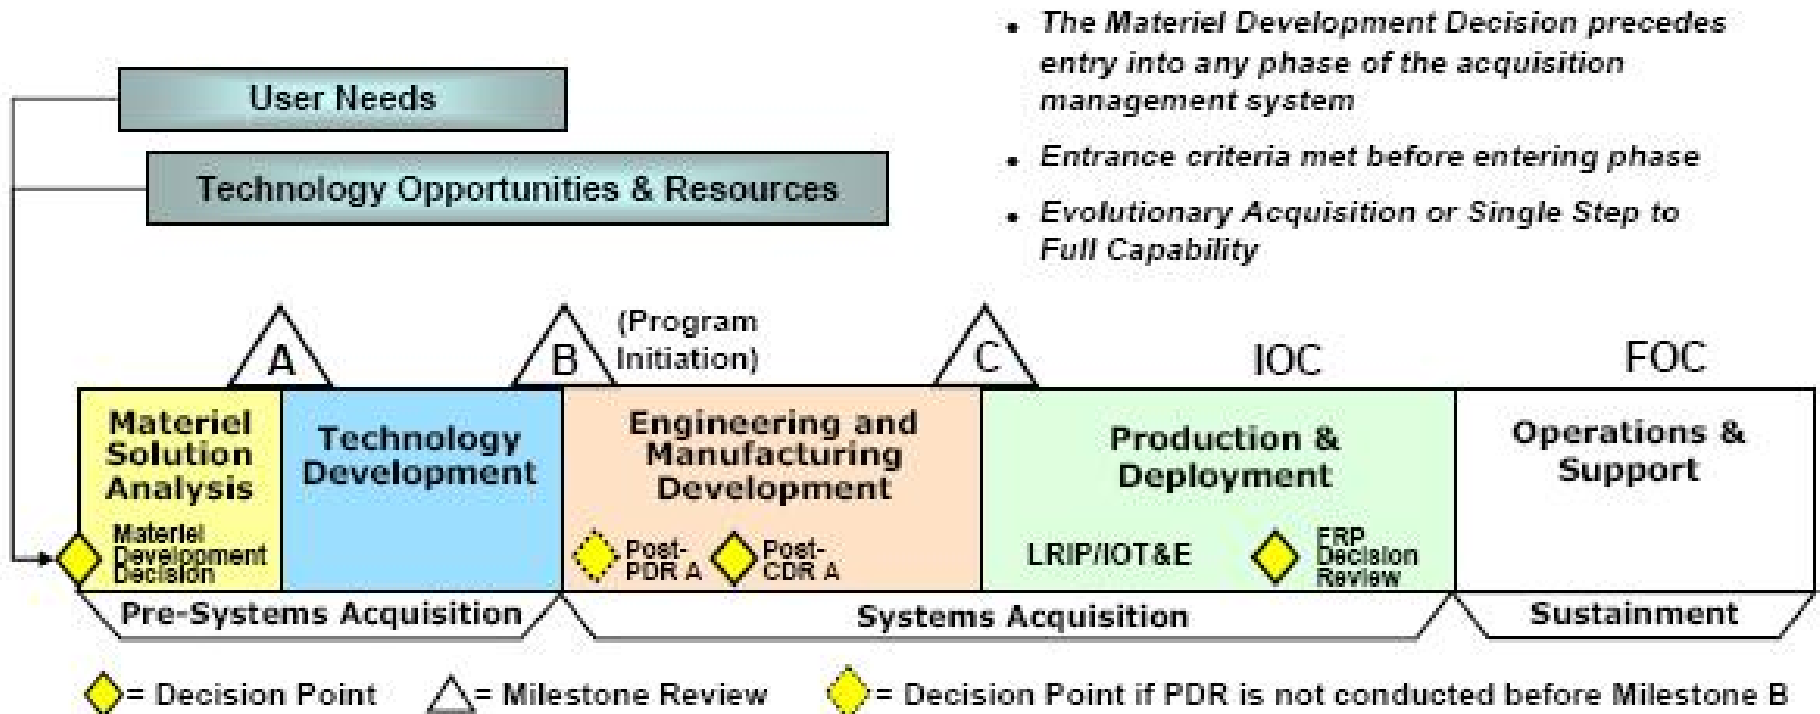 • The Materiel Development Decision precedes
entry into any phase of the acquisition
management system
• Entrance criteria met before entering phase
• Evolutionary Acquisition or Single Step to
Full Capability
User Needs
Technology Opportunities & Resources
A
B
(Program
Initiation)
C
IOC
FOC
Materiel
Solution
Analysis
Technology
Development
Engineering and
Manufacturing
Development
Production &
Deployment
Operations &
Support
Materiel
Development
Decision
Post-
PDR A
Post-
CDR A
LRIP/IOT&E
FRP
Decision
Review
Pre-Systems Acquisition
Systems Acquisition
Sustainment
= Decision Point
= Milestone Review
= Decision Point if PDR is not conducted before Milestone B